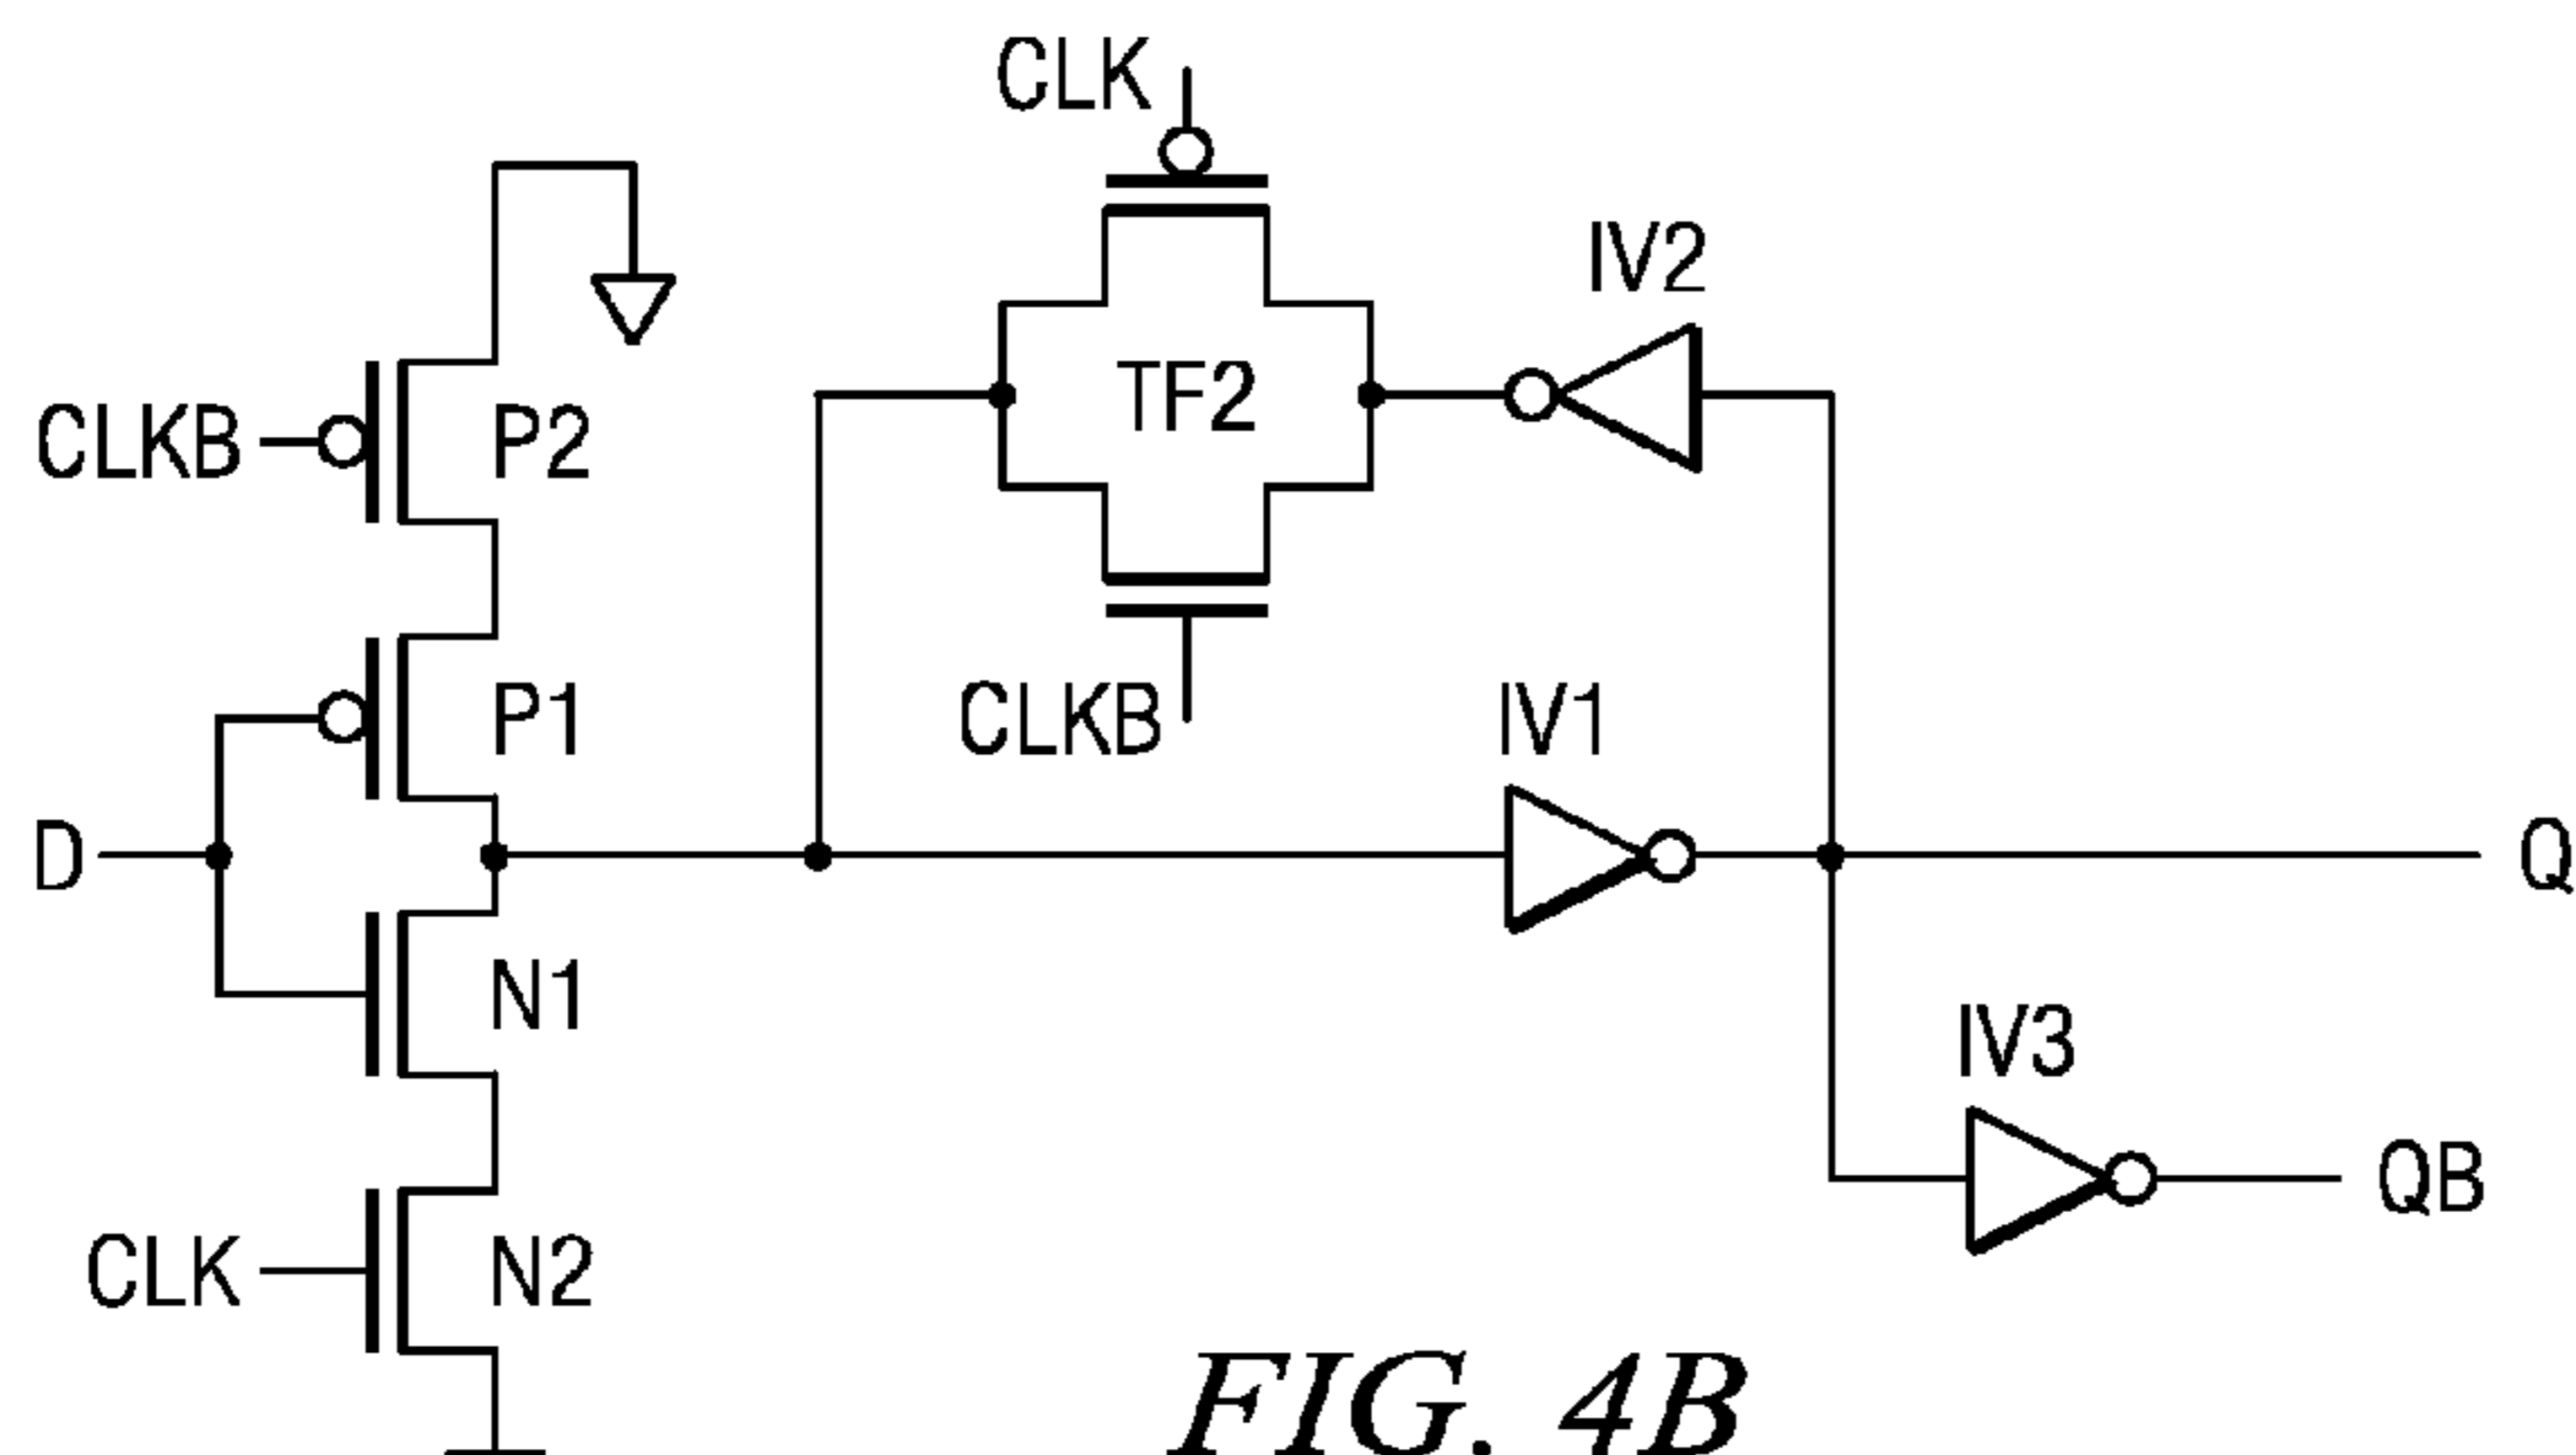 CLK
IV2
CLKB
P2
TF2
P1
CLKB
IV1
D
Q
N1
IV3
QB
CLK
N2
FIG. 4B